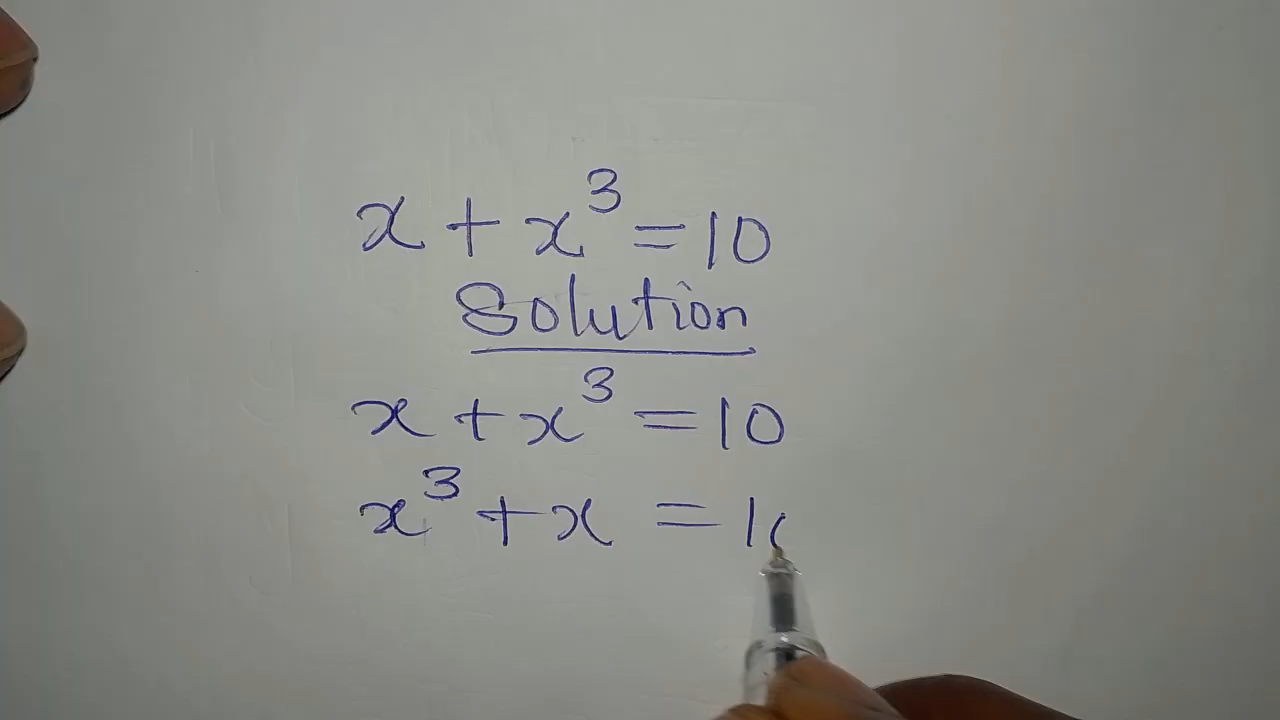 x + x³ = 10
Solution
x + x³ = 10
x³ + x = 1